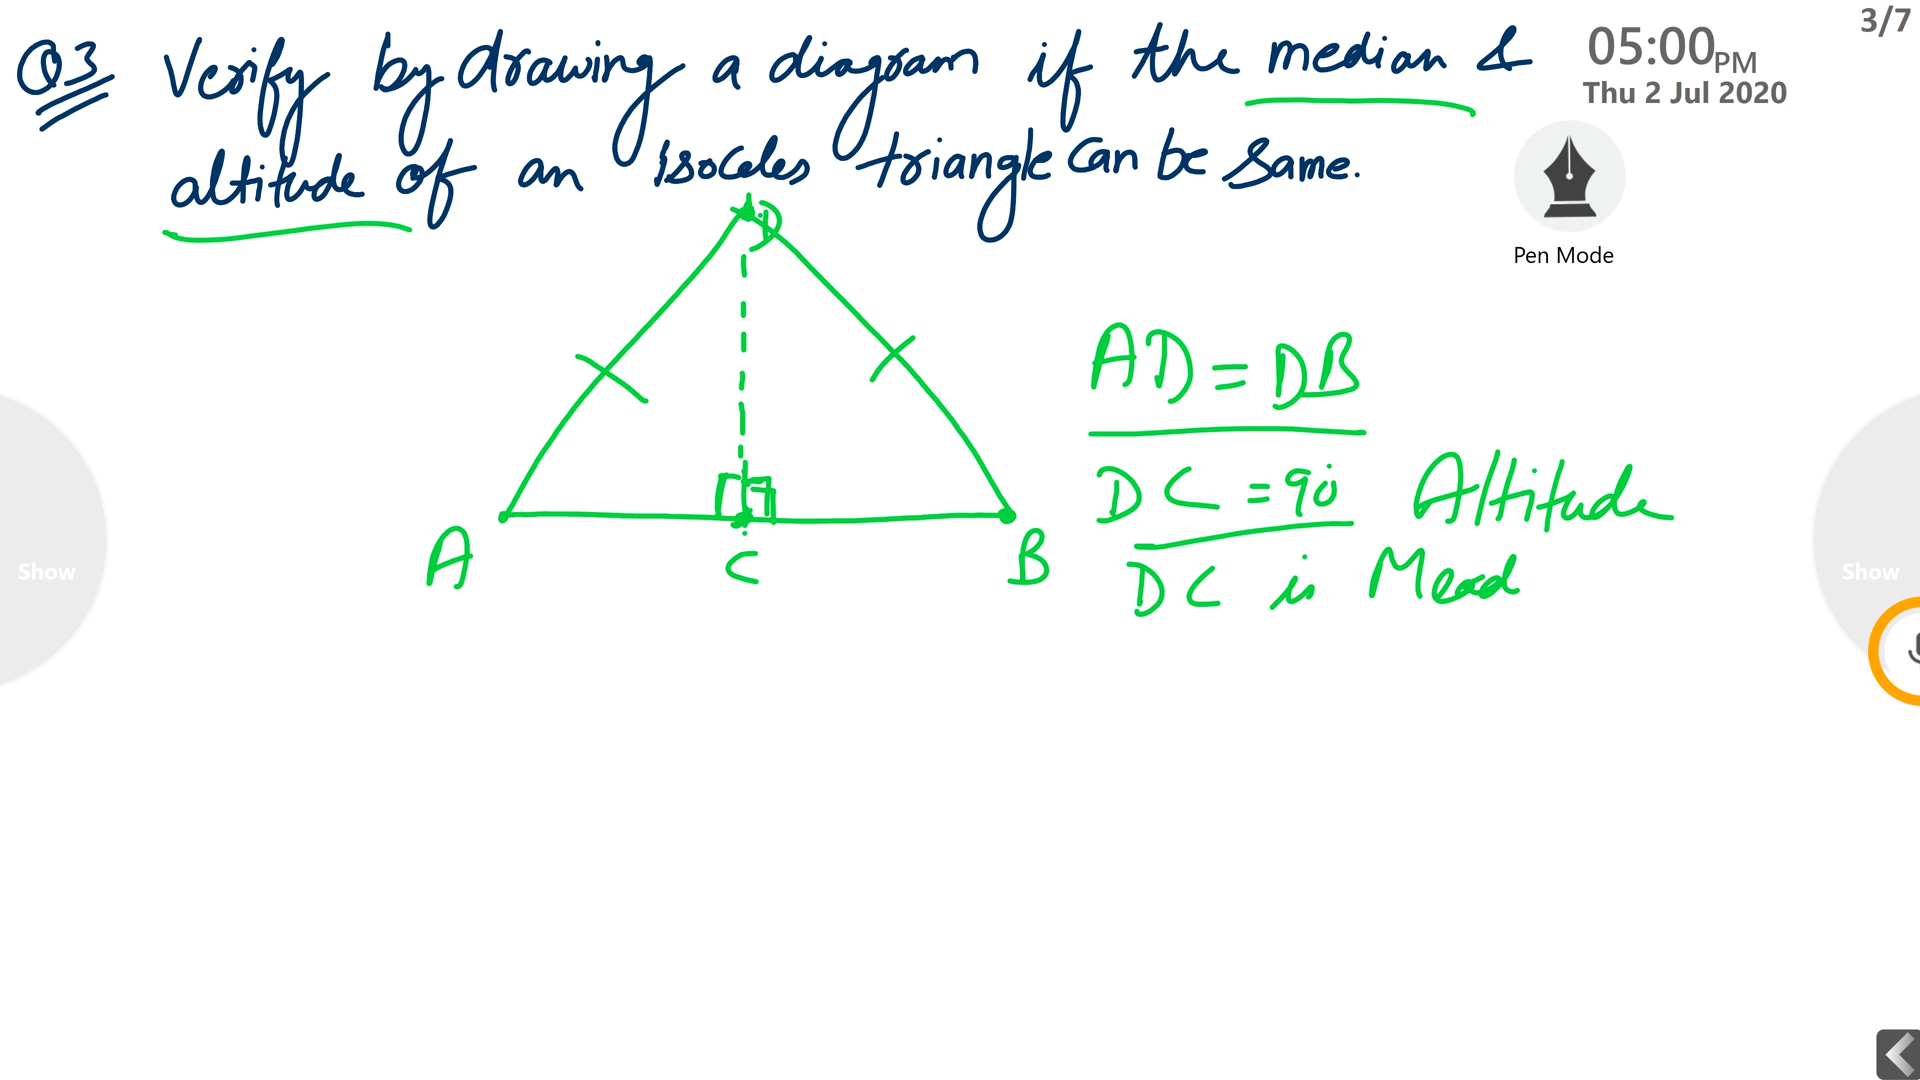 3/7
05:00PM
Thu 2 Jul 2020
Q3 Verify by drawing a diagram if the median &
altitude of an isoceles triangle can be same.
Pen Mode
D
AD = DB
DC = 90° Altitude
A C B
DC is
Show Show